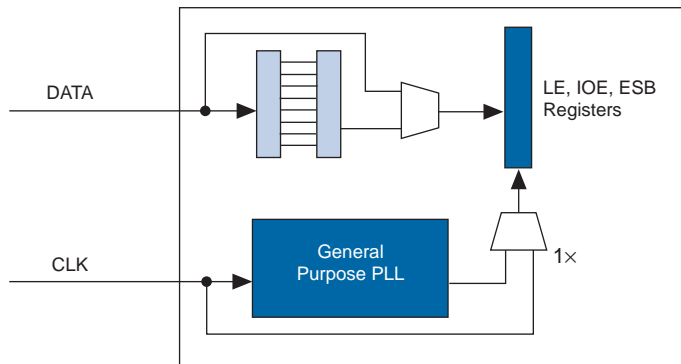 DATA
LE, IOE, ESB
Registers
General
Purpose PLL
CLK
1×